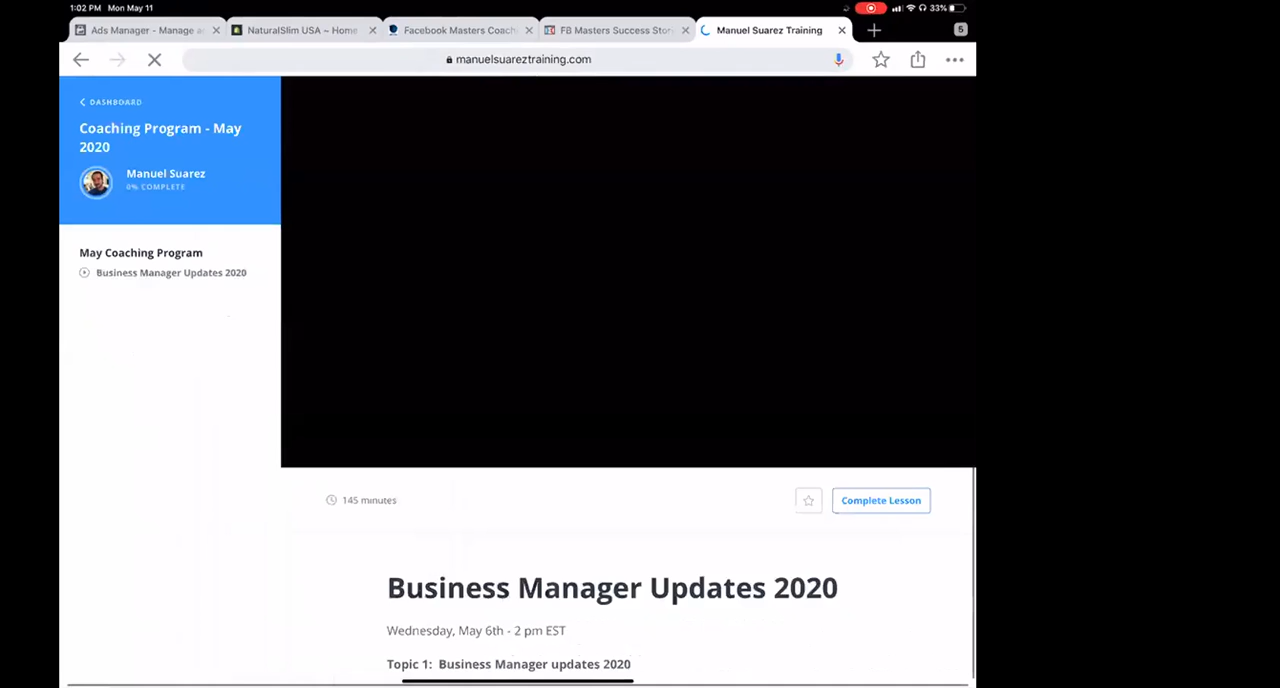 1:02 PM Mon May 11
33%
Ads Manager - Manage a
NaturalSlim USA ~ Home
Facebook Masters Coach
FB Masters Success Stor
Manuel Suarez Training
5
manuelsuareztraining.com
DASHBOARD
Coaching Program - May
2020
Manuel Suarez
0% COMPLETE
May Coaching Program
Business Manager Updates 2020
145 minutes
Complete Lesson
Business Manager Updates 2020
Wednesday, May 6th - 2 pm EST
Topic 1: Business Manager updates 2020